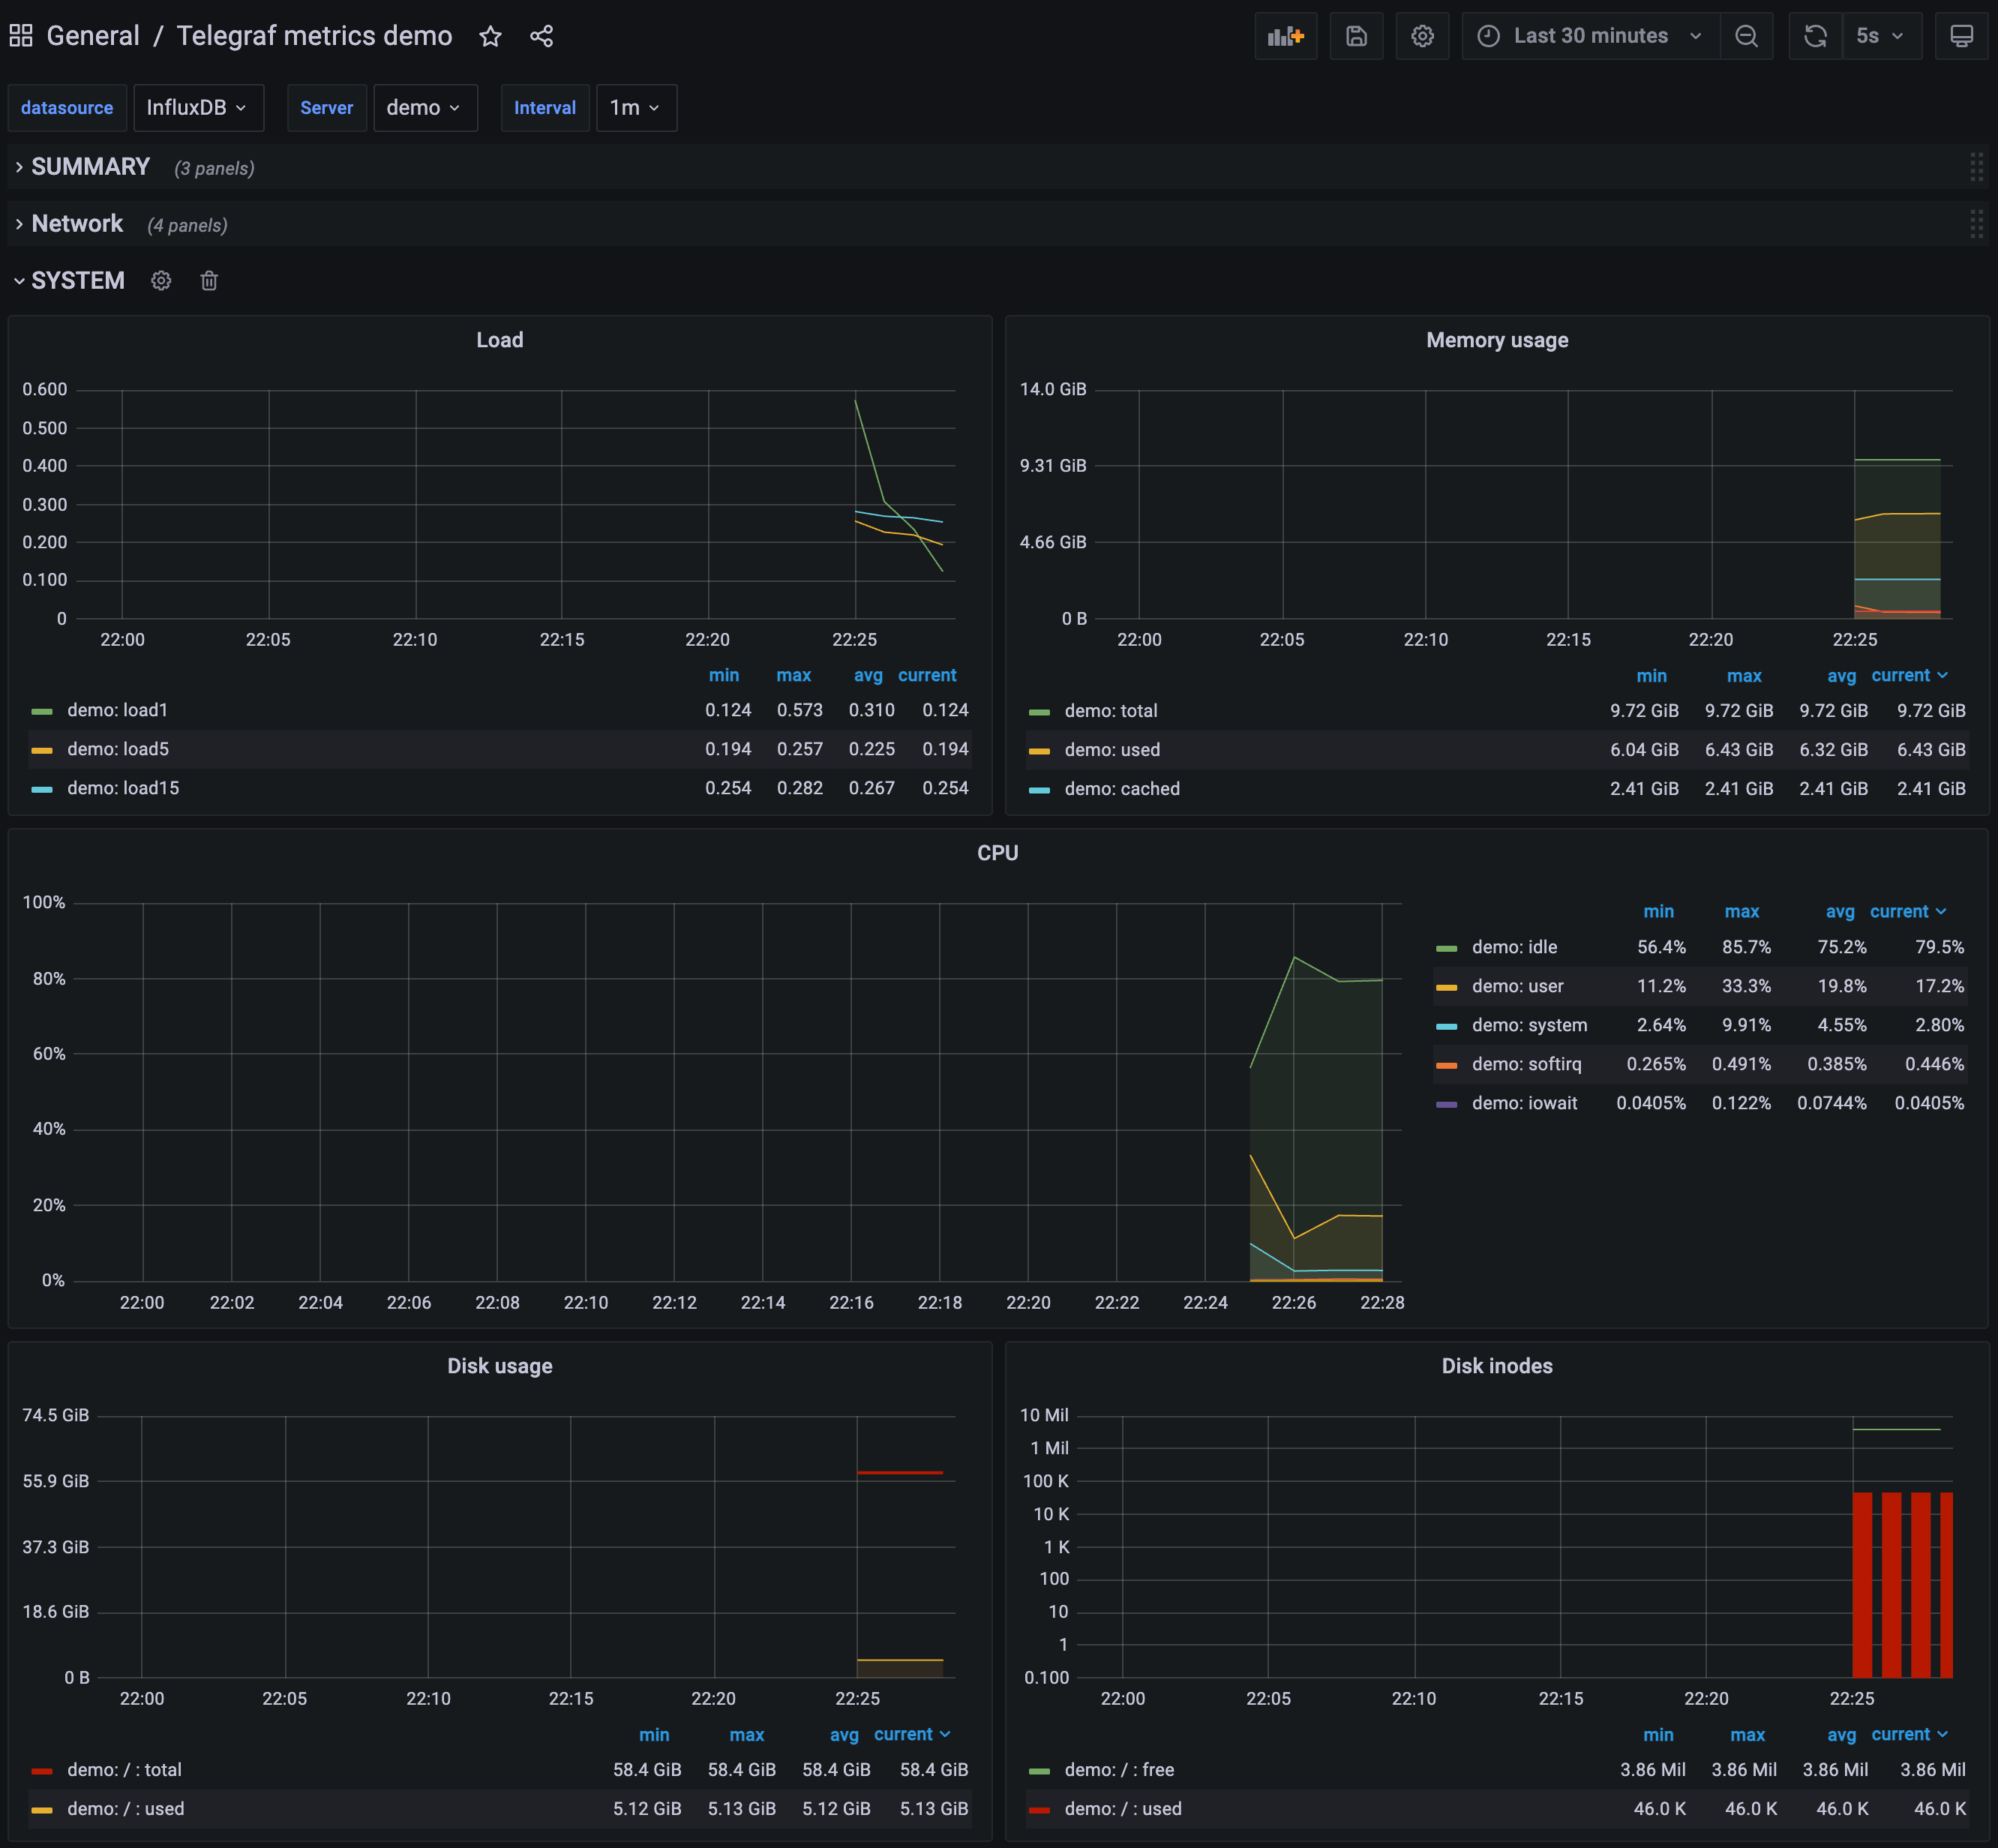 General / Telegraf metrics demo
Last 30 minutes
5s
datasource InfluxDB Server demo Interval 1m
SUMMARY (3 panels)
Network (4 panels)
SYSTEM
Load
0.600
0.500
0.400
0.300
0.200
0.100
0
22:00 22:05 22:10 22:15 22:20 22:25
min max avg current
demo: load1 0.124 0.573 0.310 0.124
demo: load5 0.194 0.257 0.225 0.194
demo: load15 0.254 0.282 0.267 0.254
Memory usage
14.0 GiB
9.31 GiB
4.66 GiB
0 B
22:00 22:05 22:10 22:15 22:20 22:25
min max avg current
demo: total 9.72 GiB 9.72 GiB 9.72 GiB 9.72 GiB
demo: used 6.04 GiB 6.43 GiB 6.32 GiB 6.43 GiB
demo: cached 2.41 GiB 2.41 GiB 2.41 GiB 2.41 GiB
CPU
100%
80%
60%
40%
20%
0%
22:00 22:02 22:04 22:06 22:08 22:10 22:12 22:14 22:16 22:18 22:20 22:22 22:24 22:26 22:28
min max avg current
demo: idle 56.4% 85.7% 75.2% 79.5%
demo: user 11.2% 33.3% 19.8% 17.2%
demo: system 2.64% 9.91% 4.55% 2.80%
demo: softirq 0.265% 0.491% 0.385% 0.446%
demo: iowait 0.0405% 0.122% 0.0744% 0.0405%
Disk usage
74.5 GiB
55.9 GiB
37.3 GiB
18.6 GiB
0 B
22:00 22:05 22:10 22:15 22:20 22:25
min max avg current
demo: / : total 58.4 GiB 58.4 GiB 58.4 GiB 58.4 GiB
demo: / : used 5.12 GiB 5.13 GiB 5.12 GiB 5.13 GiB
Disk inodes
10 Mil
1 Mil
100 K
10 K
1 K
100
10
1
0.100
22:00 22:05 22:10 22:15 22:20 22:25
min max avg current
demo: / : free 3.86 Mil 3.86 Mil 3.86 Mil 3.86 Mil
demo: / : used 46.0 K 46.0 K 46.0 K 46.0 K